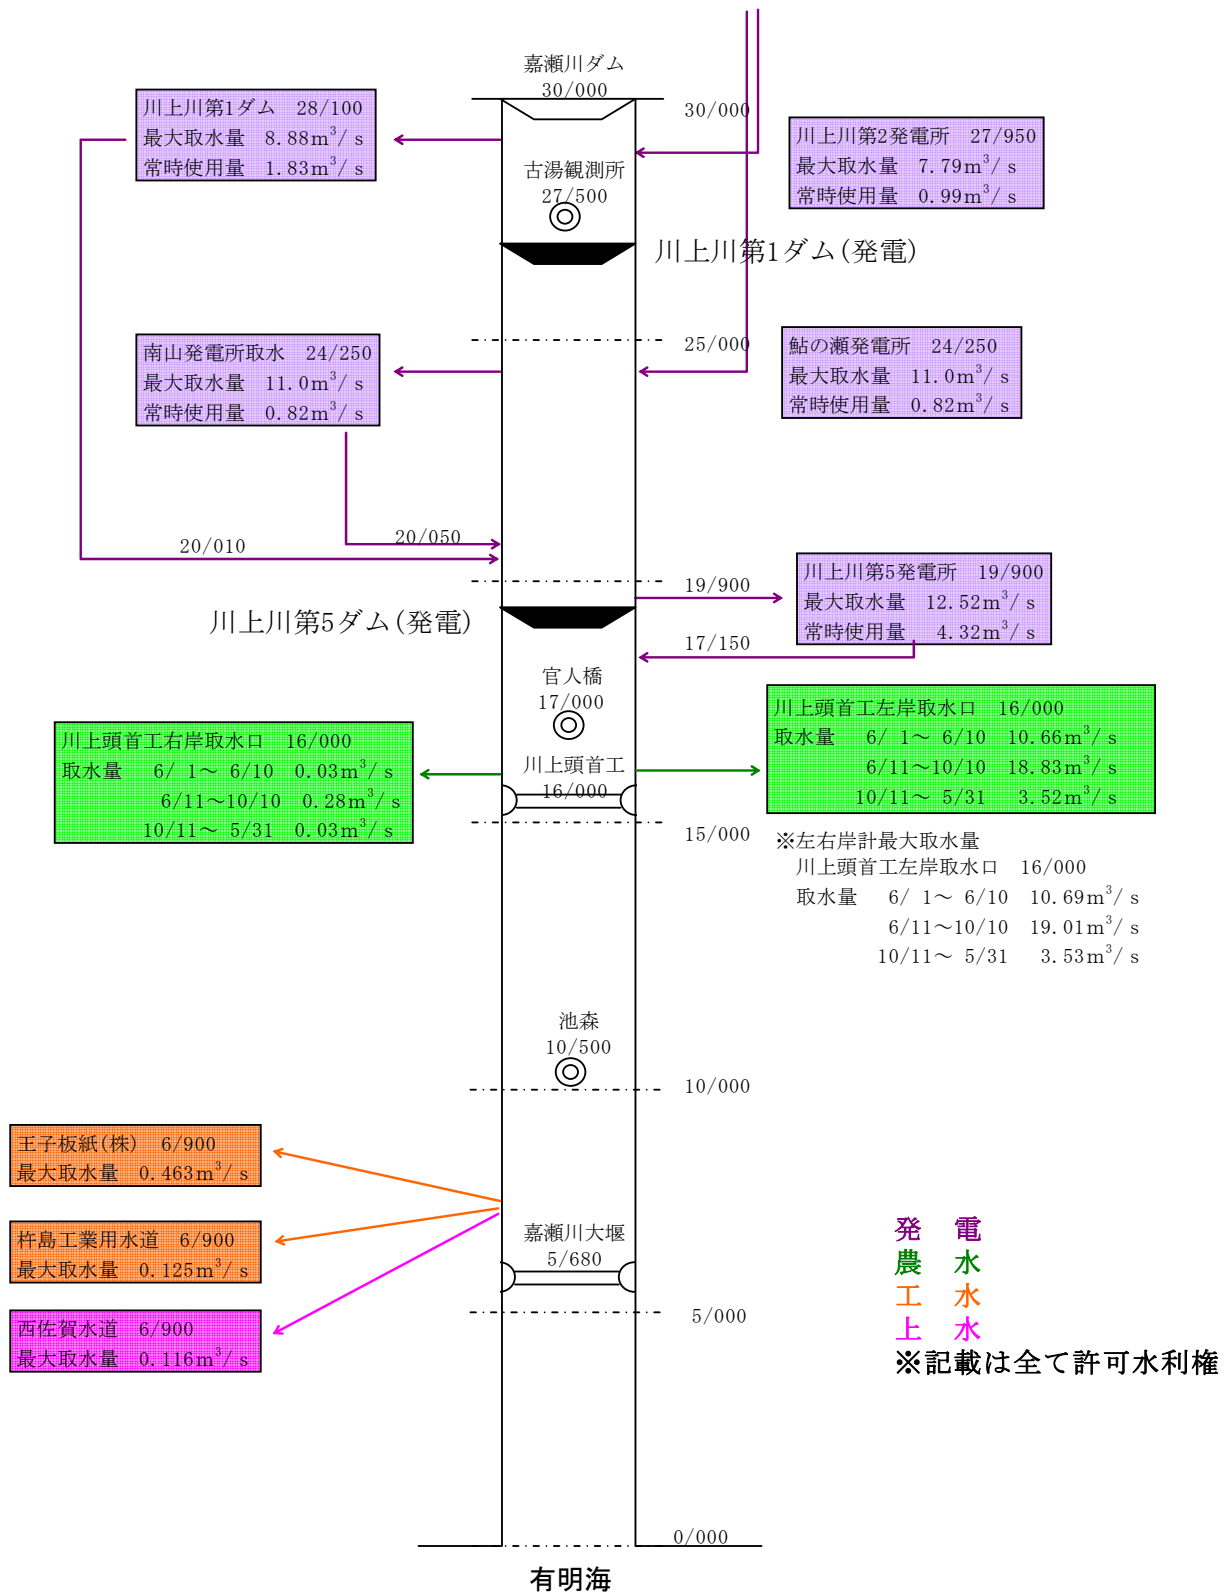 嘉瀬川ダム
30/000
30/000
川上川第1ダム 28/100
最大取水量 8.88m³/s
常時使用量 1.83m³/s
川上川第2発電所 27/950
最大取水量 7.79m³/s
常時使用量 0.99m³/s
古湯観測所
27/500
川上川第1ダム(発電)
25/000
南山発電所取水 24/250
最大取水量 11.0m³/s
常時使用量 0.82m³/s
鮎の瀬発電所 24/250
最大取水量 11.0m³/s
常時使用量 0.82m³/s
20/050
20/010
19/900
川上川第5発電所 19/900
最大取水量 12.52m³/s
常時使用量 4.32m³/s
川上川第5ダム(発電)
17/150
官人橋
17/000
川上頭首工右岸取水口 16/000
取水量 6/ 1～ 6/10 0.03m³/s
6/11～10/10 0.28m³/s
10/11～ 5/31 0.03m³/s
川上頭首工
16/000
川上頭首工左岸取水口 16/000
取水量 6/ 1～ 6/10 10.66m³/s
6/11～10/10 18.83m³/s
10/11～ 5/31 3.52m³/s
15/000
※左右岸計最大取水量
川上頭首工左岸取水口 16/000
取水量 6/ 1～ 6/10 10.69m³/s
6/11～10/10 19.01m³/s
10/11～ 5/31 3.53m³/s
池森
10/500
10/000
王子板紙(株) 6/900
最大取水量 0.463m³/s
杵島工業用水道 6/900
最大取水量 0.125m³/s
西佐賀水道 6/900
最大取水量 0.116m³/s
嘉瀬川大堰
5/680
5/000
発 電
農 水
工 水
上 水
※記載は全て許可水利権
0/000
有明海